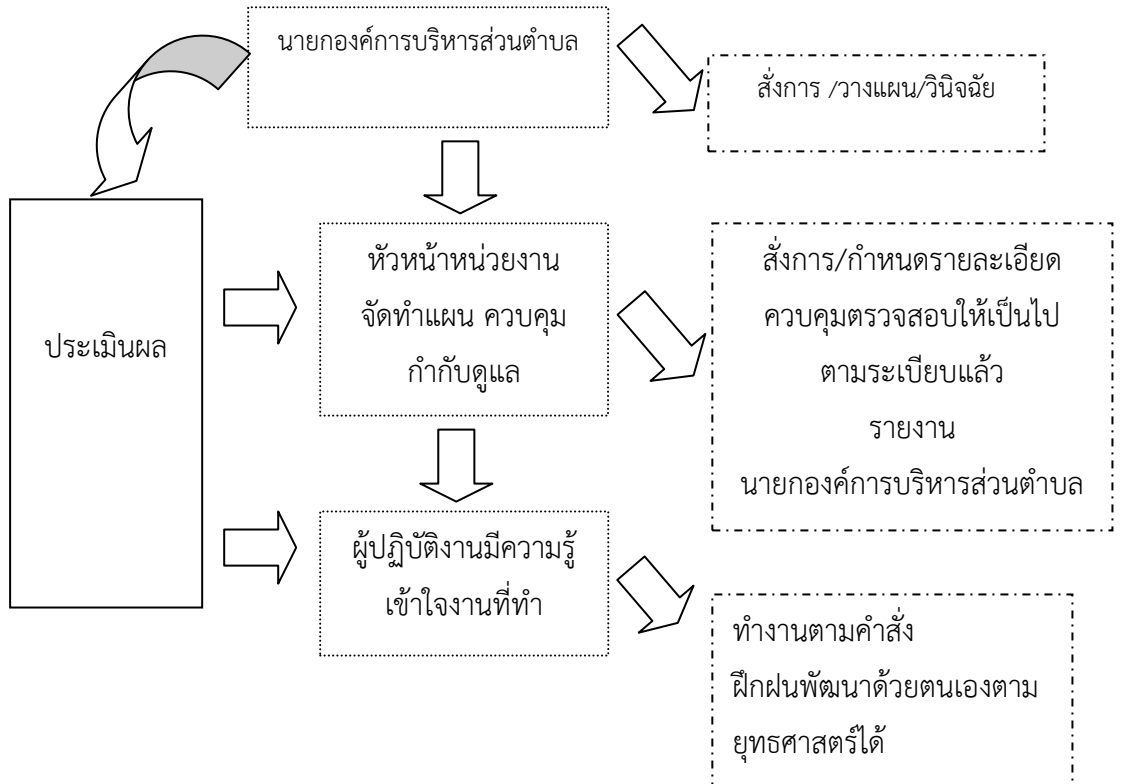 นายกองค์การบริหารส่วนตำบล
สั่งการ /วางแผน/วินิจฉัย
หัวหน้าหน่วยงาน
จัดทำแผน ควบคุม
กำกับดูแล
สั่งการ/กำหนดรายละเอียด
ควบคุมตรวจสอบให้เป็นไป
ตามระเบียบแล้ว
รายงาน
นายกองค์การบริหารส่วนตำบล
ประเมินผล
ผู้ปฏิบัติงานมีความรู้
เข้าใจงานที่ทำ
ทำงานตามคำสั่ง
ฝึกฝนพัฒนาด้วยตนเองตาม
ยุทธศาสตร์ได้